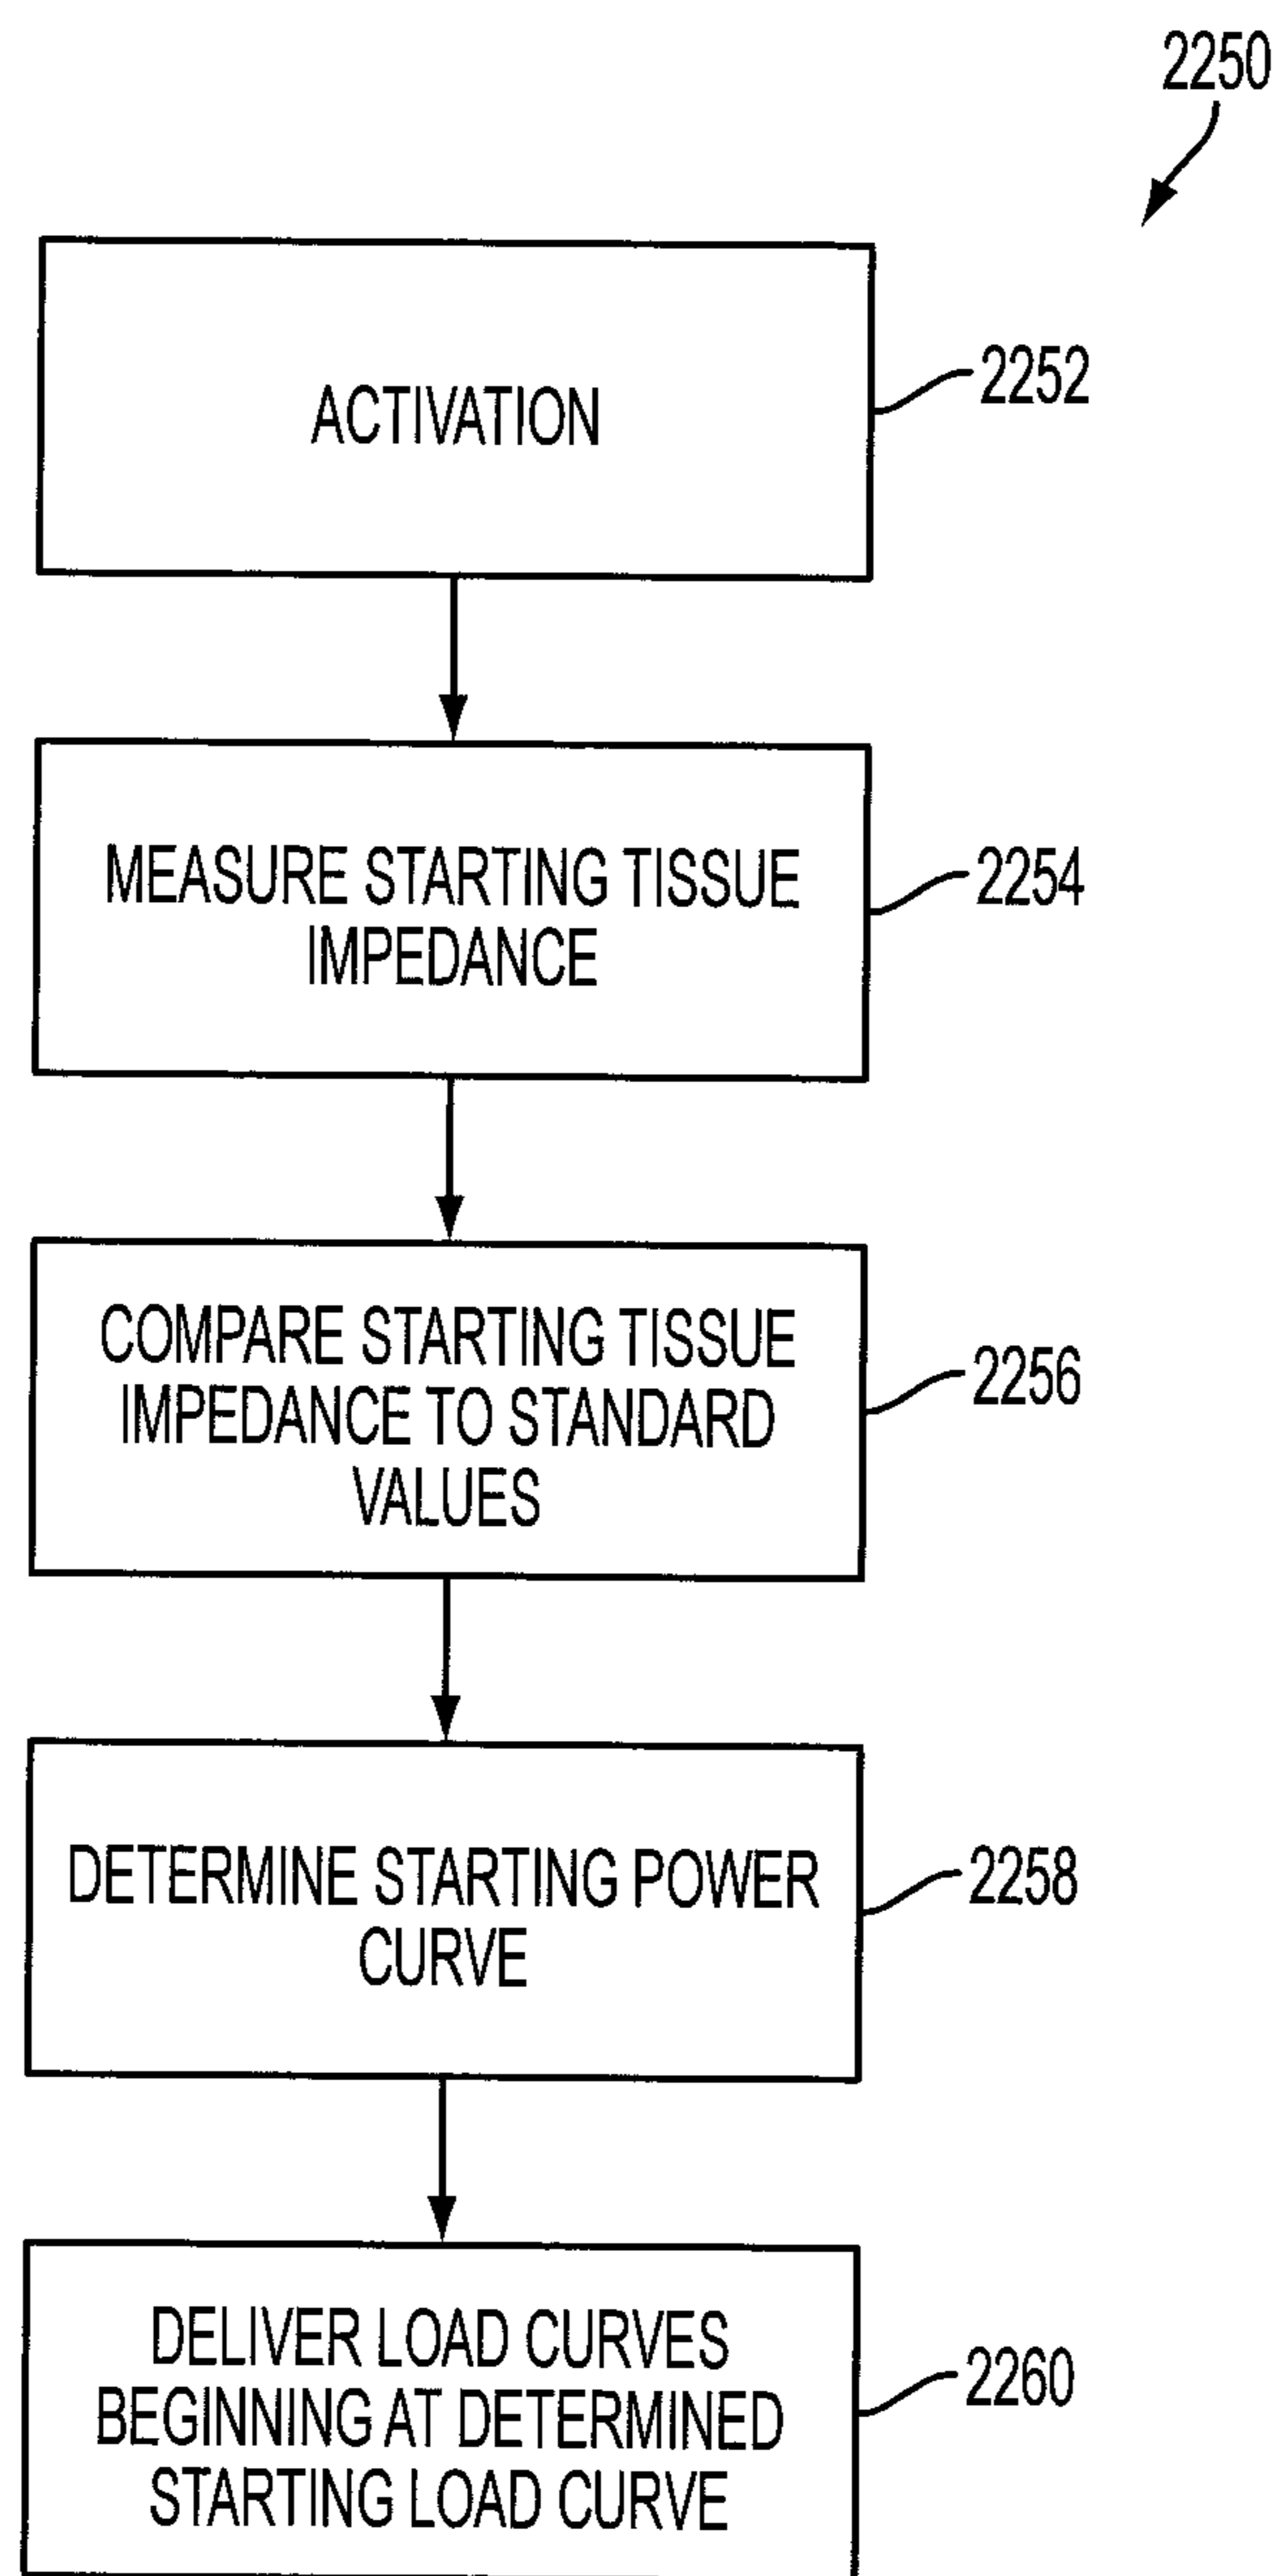 2250
ACTIVATION
2252
MEASURE STARTING TISSUE
IMPEDANCE
2254
COMPARE STARTING TISSUE
IMPEDANCE TO STANDARD
VALUES
2256
DETERMINE STARTING POWER
CURVE
2258
DELIVER LOAD CURVES
BEGINNING AT DETERMINED
STARTING LOAD CURVE
2260